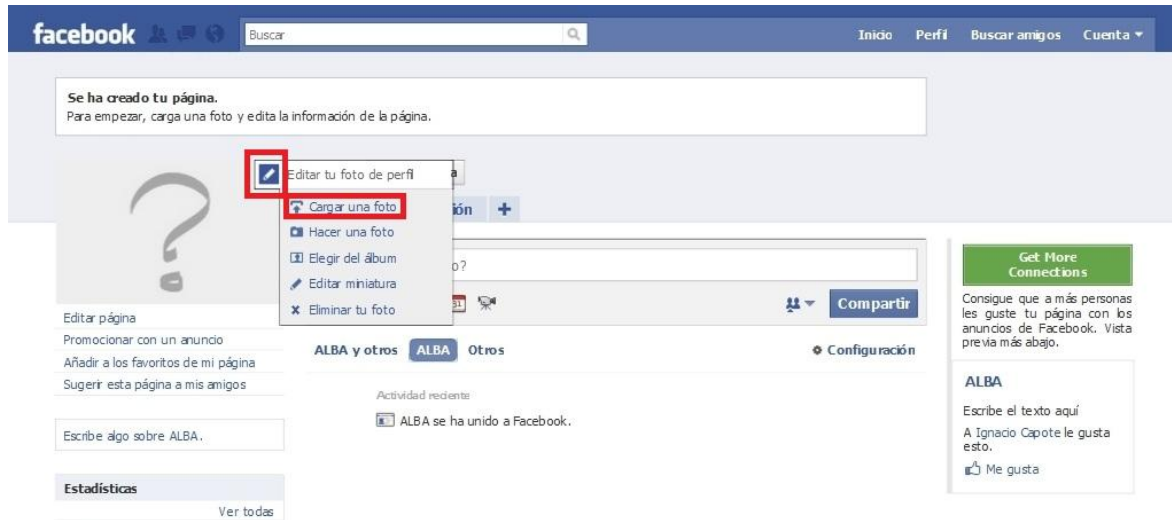 facebook
Buscar
Inicio Perfil Buscar amigos Cuenta
Se ha creado tu página.
Para empezar, carga una foto y edita la información de la página.
Editar tu foto de perfil
Cargar una foto
Hacer una foto
Elegir del álbum
Editar miniatura
Eliminar tu foto
a
ión +
o?
31
Compartir
Editar página
Promocionar con un anuncio
Añadir a los favoritos de mi página
Sugerir esta página a mis amigos
Escribe algo sobre ALBA.
Estadísticas
Ver todas
ALBA y otros ALBA Otros
Configuración
Actividad reciente
ALBA se ha unido a Facebook.
Get More
Connections
Consigue que a más personas
les guste tu página con los
anuncios de Facebook. Vista
previa más abajo.
ALBA
Escribe el texto aquí
A Ignacio Capote le gusta
esto.
Me gusta